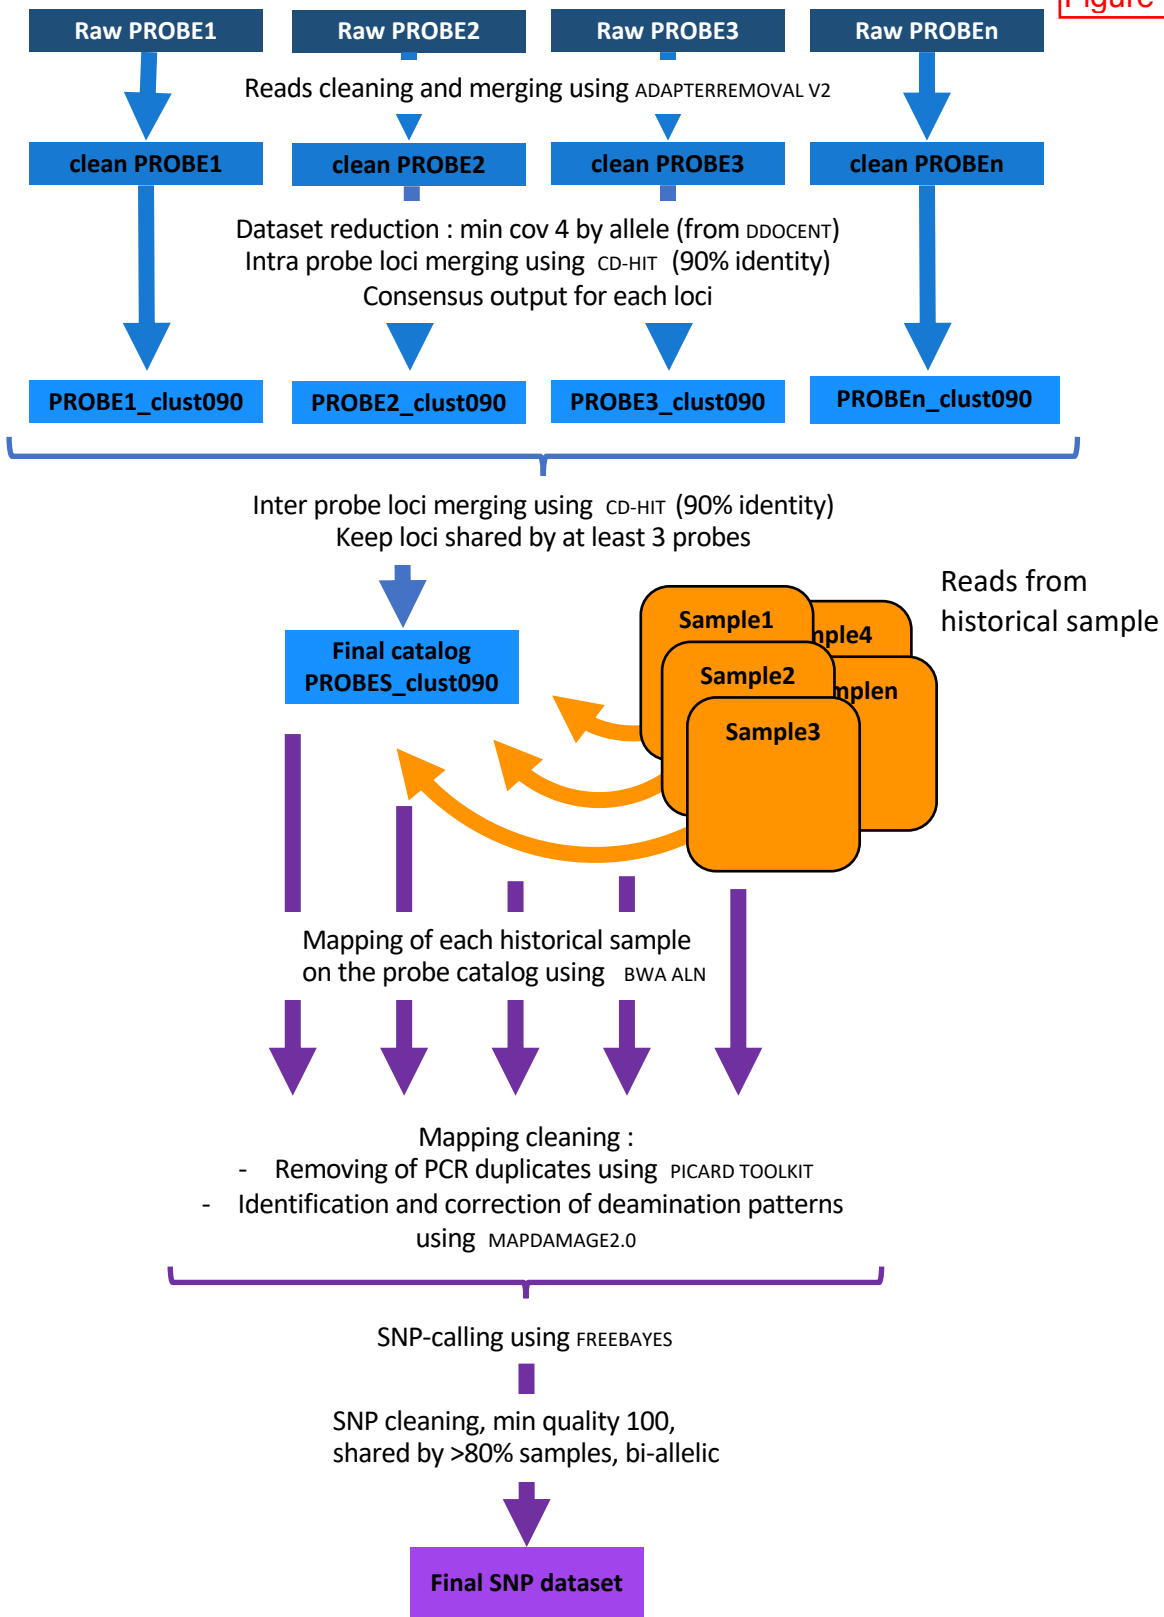 Figure
Raw PROBE1 Raw PROBE2 Raw PROBE3 Raw PROBEn
Reads cleaning and merging using ADAPTERREMOVAL V2
clean PROBE1 clean PROBE2 clean PROBE3 clean PROBEn
Dataset reduction : min cov 4 by allele (from DDOCENT)
Intra probe loci merging using CD-HIT (90% identity)
Consensus output for each loci
PROBE1_clust090 PROBE2_clust090 PROBE3_clust090 PROBEn_clust090
Inter probe loci merging using CD-HIT (90% identity)
Keep loci shared by at least 3 probes
Reads from
historical sample
Sample1
mple4
Sample2
mplen
Sample3
Final catalog
PROBES_clust090
Mapping of each historical sample
on the probe catalog using BWA ALN
Mapping cleaning :
- Removing of PCR duplicates using PICARD TOOLKIT
- Identification and correction of deamination patterns
using MAPDAMAGE2.0
SNP-calling using FREEBAYES
SNP cleaning, min quality 100,
shared by >80% samples, bi-allelic
Final SNP dataset